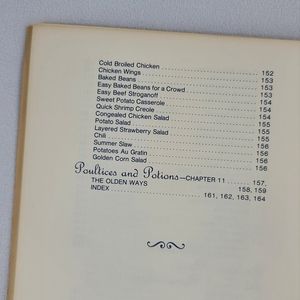 Cold Broiled Chicken . . . . . . . . . . . . . . . . . . . . 152
Chicken Wings . . . . . . . . . . . . . . . . . . . . 153
Baked Beans . . . . . . . . . . . . . . . . . . . . 153
Easy Baked Beans for a Crowd . . . . . . . . . . . . . . . 153
Easy Beef Stroganoff . . . . . . . . . . . . . . . . . . 153
Sweet Potato Casserole . . . . . . . . . . . . . . . . . 154
Quick Shrimp Creole . . . . . . . . . . . . . . . . . . 154
Congealed Chicken Salad . . . . . . . . . . . . . . . . 154
Potato Salad . . . . . . . . . . . . . . . . . . . . 155
Layered Strawberry Salad . . . . . . . . . . . . . . . . 155
Chili . . . . . . . . . . . . . . . . . . . . . . . 155
Summer Slaw . . . . . . . . . . . . . . . . . . . . 156
Potatoes Au Gratin . . . . . . . . . . . . . . . . . . 156
Golden Corn Salad . . . . . . . . . . . . . . . . . . 156
Poultices and Potions—CHAPTER 11 . . . . . . 157,
THE OLDEN WAYS . . . . . . . . . . . . . . . . 158, 159
INDEX . . . . . . . . . . . . . . . . 161, 162, 163, 164